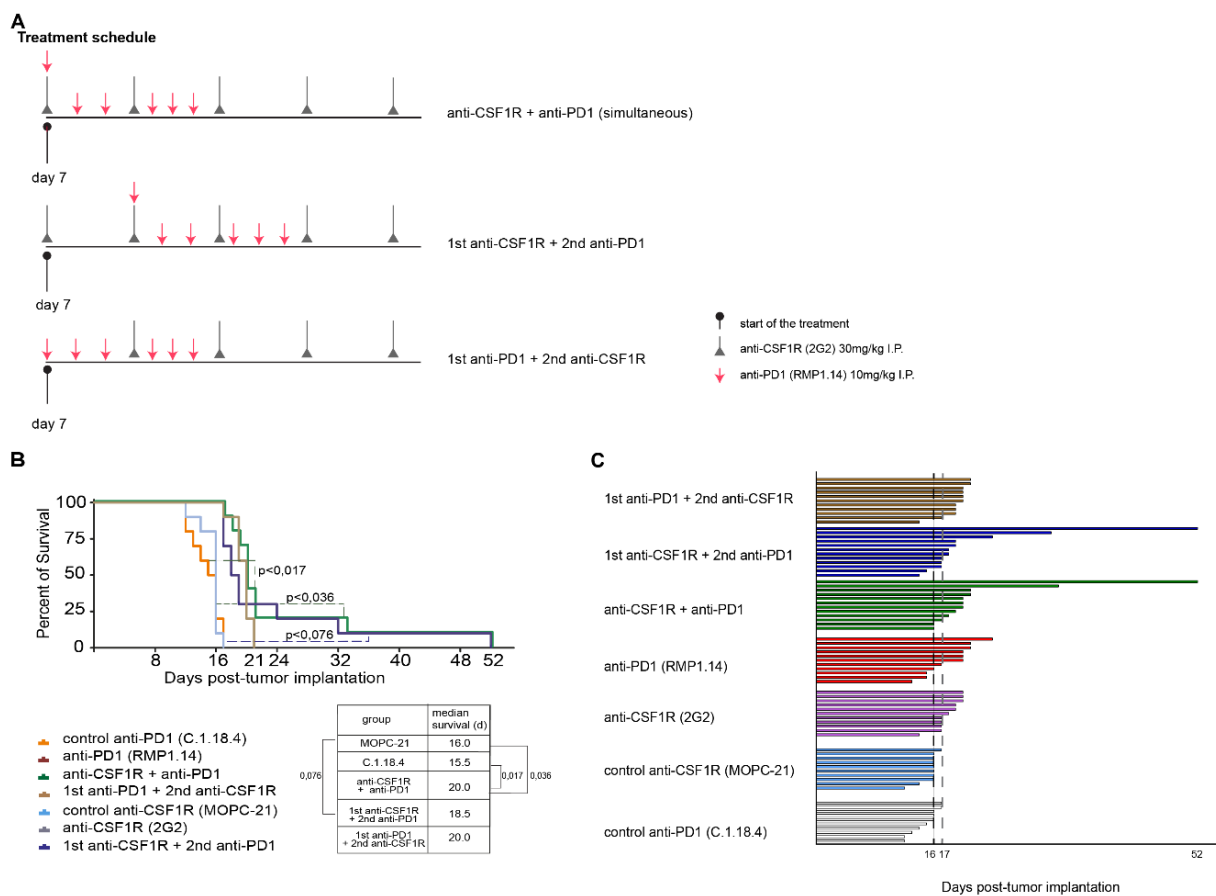 A
Treatment schedule
anti-CSF1R + anti-PD1 (simultaneous)
day 7
1st anti-CSF1R + 2nd anti-PD1
day 7
1st anti-PD1 + 2nd anti-CSF1R
day 7
start of the treatment
anti-CSF1R (2G2) 30mg/kg I.P.
anti-PD1 (RMP1.14) 10mg/kg I.P.
B
Percent of Survival
100
75
50
25
0
p<0,017
p<0,036
p<0,076
8 16 21 24 32 40 48 52
Days post-tumor implantation
control anti-PD1 (C.1.18.4)
anti-PD1 (RMP1.14)
anti-CSF1R + anti-PD1
1st anti-PD1 + 2nd anti-CSF1R
control anti-CSF1R (MOPC-21)
anti-CSF1R (2G2)
1st anti-CSF1R + 2nd anti-PD1
group median
survival (d)
MOPC-21 16.0
C.1.18.4 15.5
anti-CSF1R
+ anti-PD1 20.0
1st anti-CSF1R
+ 2nd anti-PD1 18.5
1st anti-PD1
+ 2nd anti-CSF1R 20.0
0,076
0,017
0,036
C
1st anti-PD1 + 2nd anti-CSF1R
1st anti-CSF1R + 2nd anti-PD1
anti-CSF1R + anti-PD1
anti-PD1 (RMP1.14)
anti-CSF1R (2G2)
control anti-CSF1R (MOPC-21)
control anti-PD1 (C.1.18.4)
16 17 52
Days post-tumor implantation